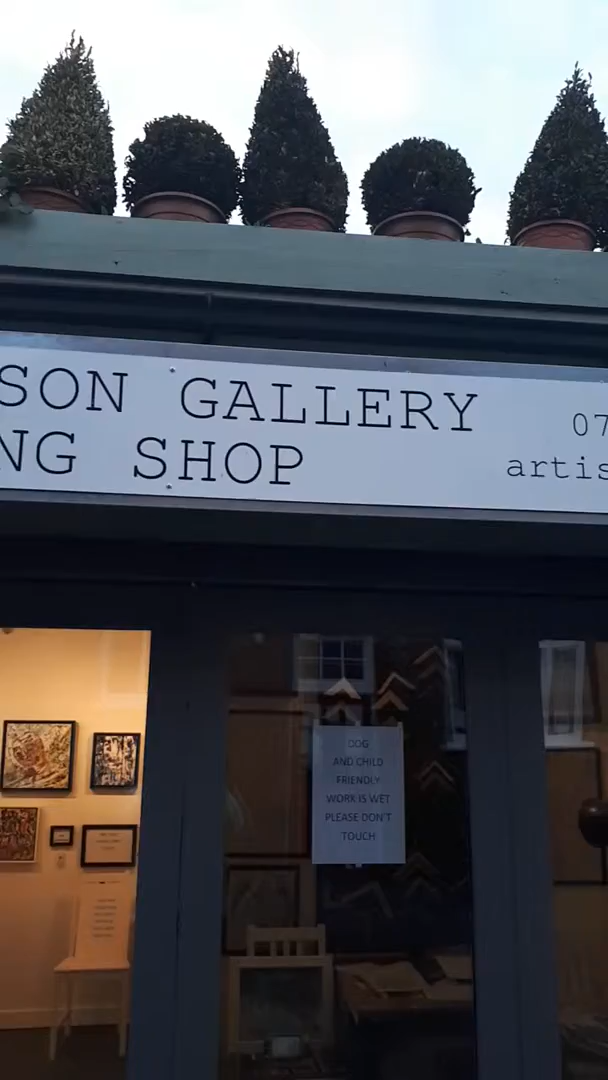 SON GALLERY
NG SHOP
07
artis
DOG
AND CHILD
FRIENDLY
WORK IS WET
PLEASE DON'T
TOUCH